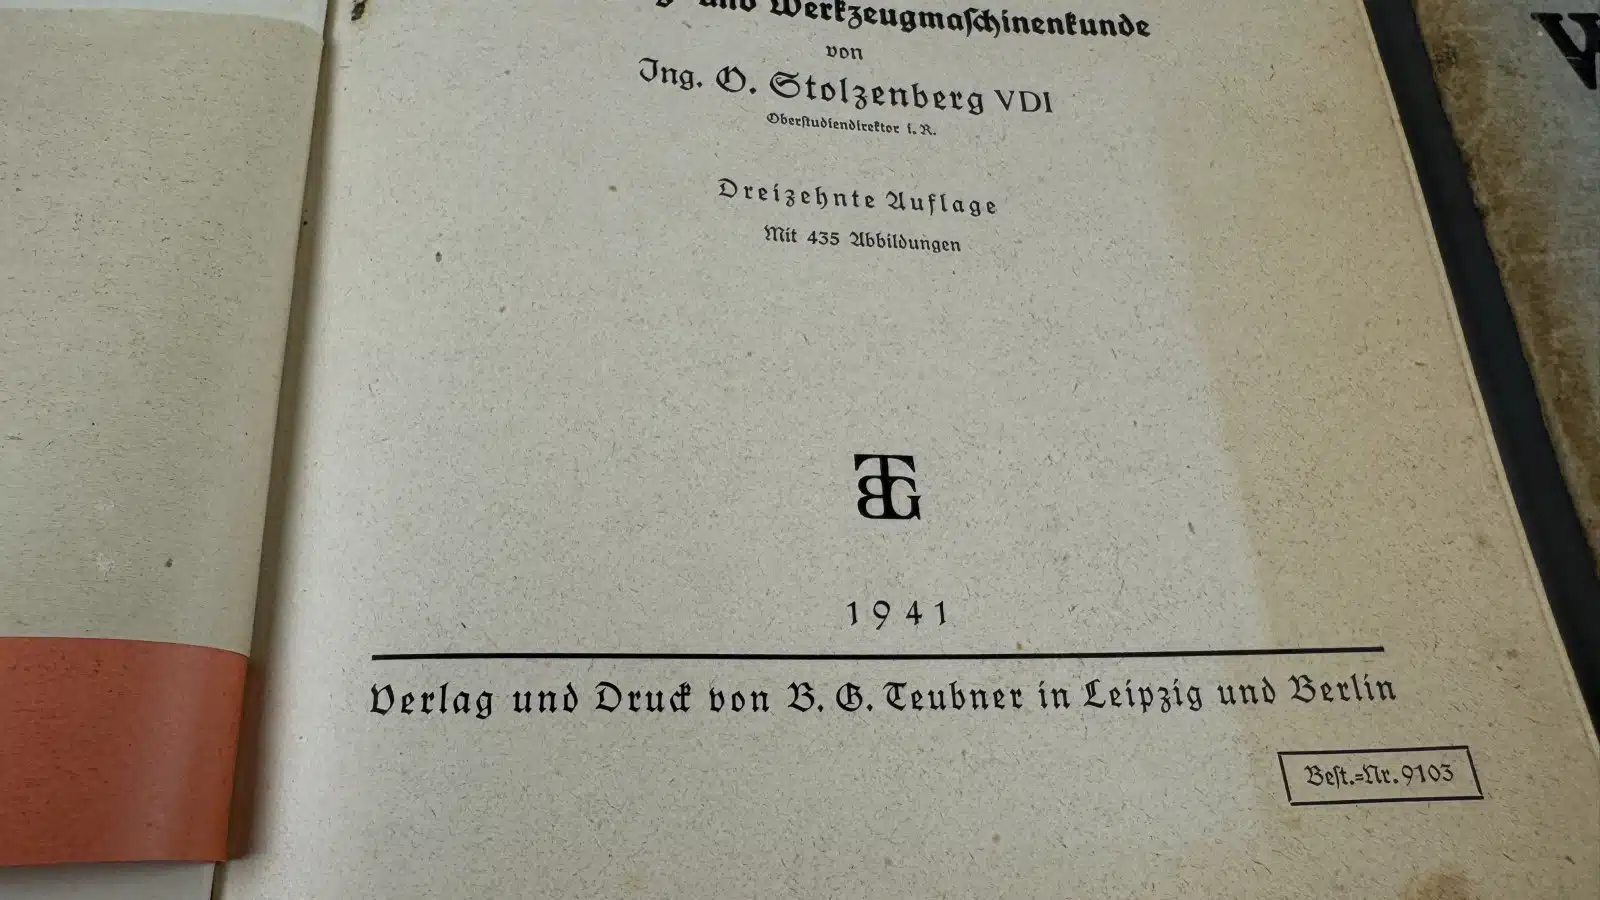 und Werkzeugmaſchinenkunde
von
Ing. O. Stolzenberg VDI
Oberſtudiendirektor i. R.
Dreizehnte Auflage
Mit 435 Abbildungen
BTG
1941
Verlag und Druck von B. G. Teubner in Leipzig und Berlin
Beſt.=Nr. 9103